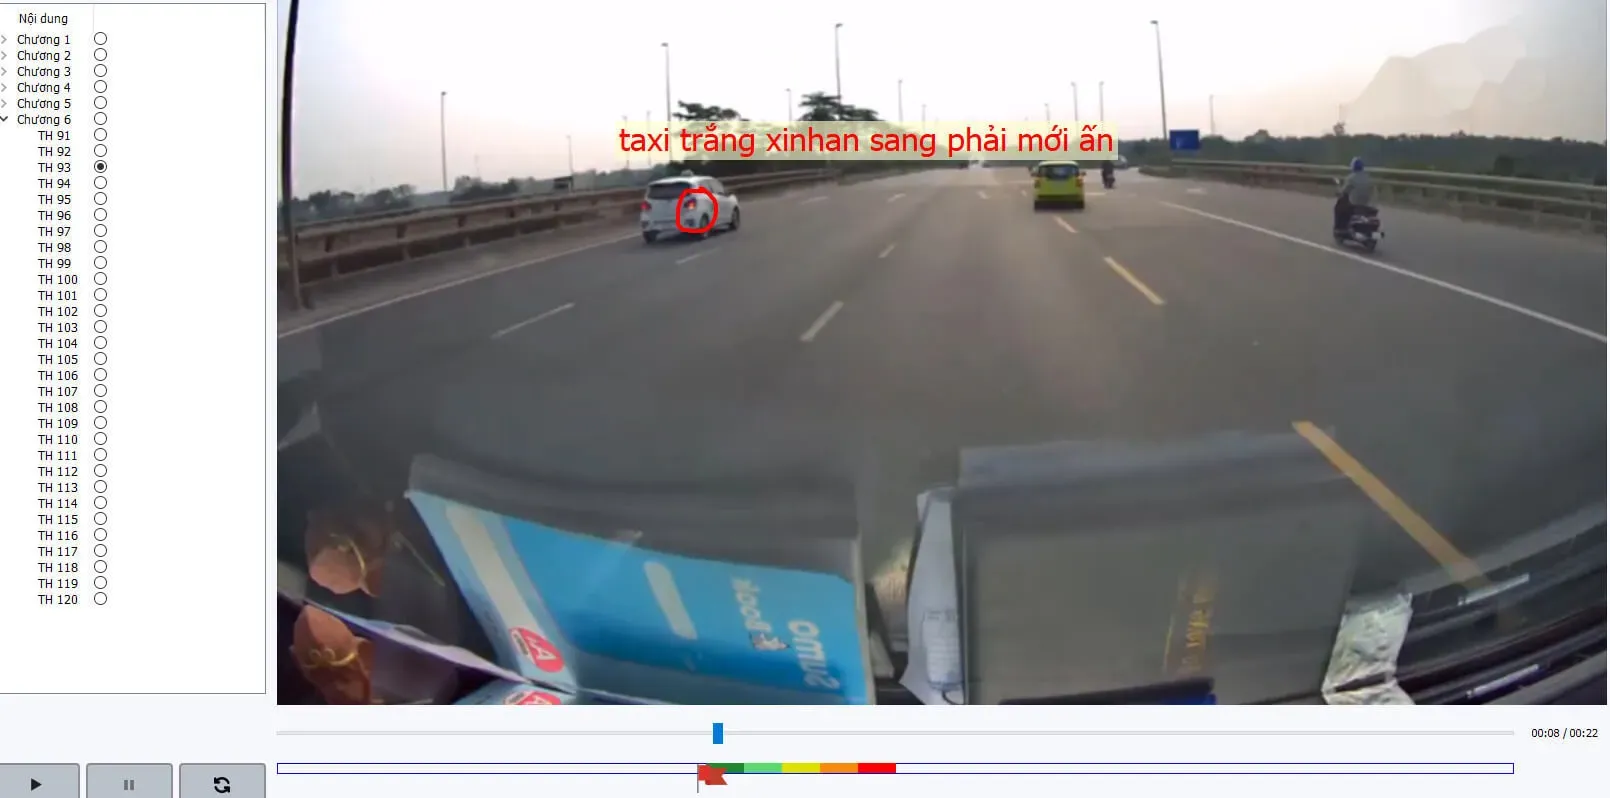 Nội dung
Chương 1
Chương 2
Chương 3
Chương 4
Chương 5
Chương 6
TH 91
TH 92
TH 93
TH 94
TH 95
TH 96
TH 97
TH 98
TH 99
TH 100
TH 101
TH 102
TH 103
TH 104
TH 105
TH 106
TH 107
TH 108
TH 109
TH 110
TH 111
TH 112
TH 113
TH 114
TH 115
TH 116
TH 117
TH 118
TH 119
TH 120
taxi trắng xinhan sang phải mới ấn
00:08 / 00:22